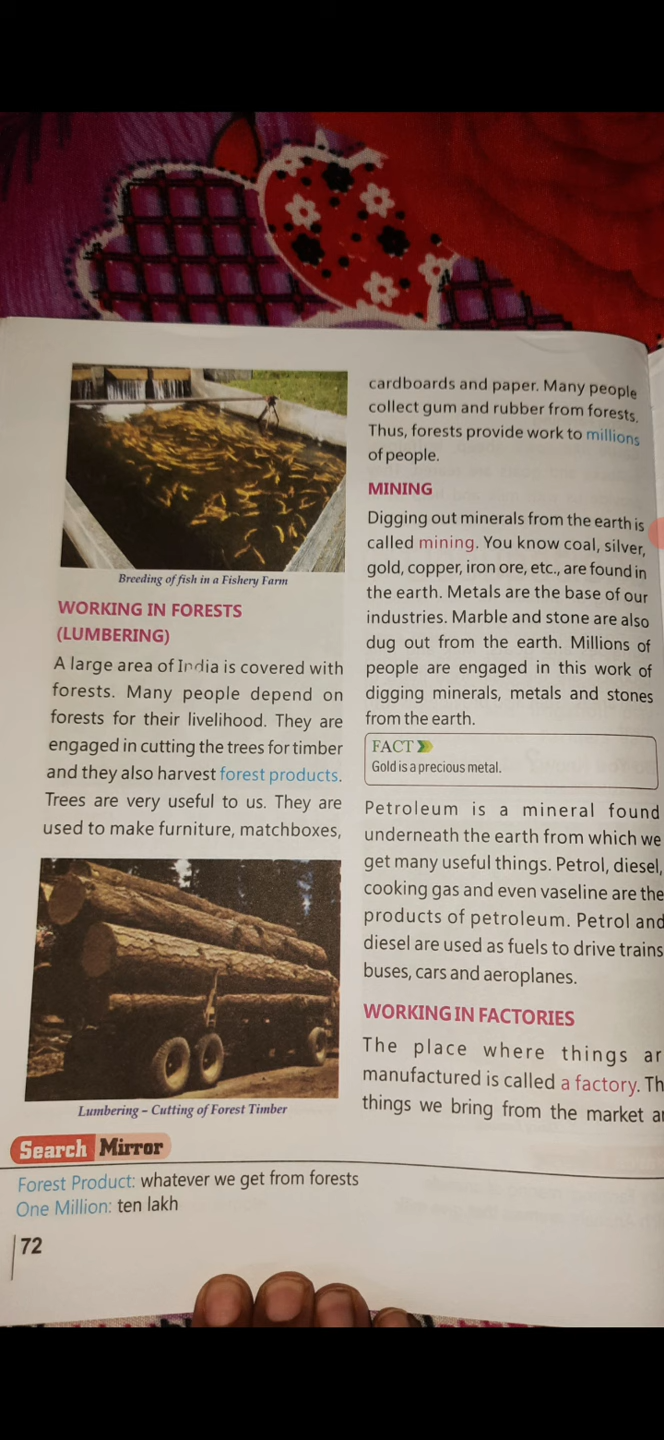 Breeding of fish in a Fishery Farm
WORKING IN FORESTS
(LUMBERING)
A large area of India is covered with
forests. Many people depend on
forests for their livelihood. They are
engaged in cutting the trees for timber
and they also harvest forest products.
Trees are very useful to us. They are
used to make furniture, matchboxes,
Lumbering – Cutting of Forest Timber
cardboards and paper. Many people
collect gum and rubber from forests.
Thus, forests provide work to millions
of people.
MINING
Digging out minerals from the earth is
called mining. You know coal, silver,
gold, copper, iron ore, etc., are found in
the earth. Metals are the base of our
industries. Marble and stone are also
dug out from the earth. Millions of
people are engaged in this work of
digging minerals, metals and stones
from the earth.
FACT
Gold is a precious metal.
Petroleum is a mineral found
underneath the earth from which we
get many useful things. Petrol, diesel,
cooking gas and even vaseline are the
products of petroleum. Petrol and
diesel are used as fuels to drive trains
buses, cars and aeroplanes.
WORKING IN FACTORIES
The place where things ar
manufactured is called a factory. Th
things we bring from the market a
Search Mirror
Forest Product: whatever we get from forests
One Million: ten lakh
72